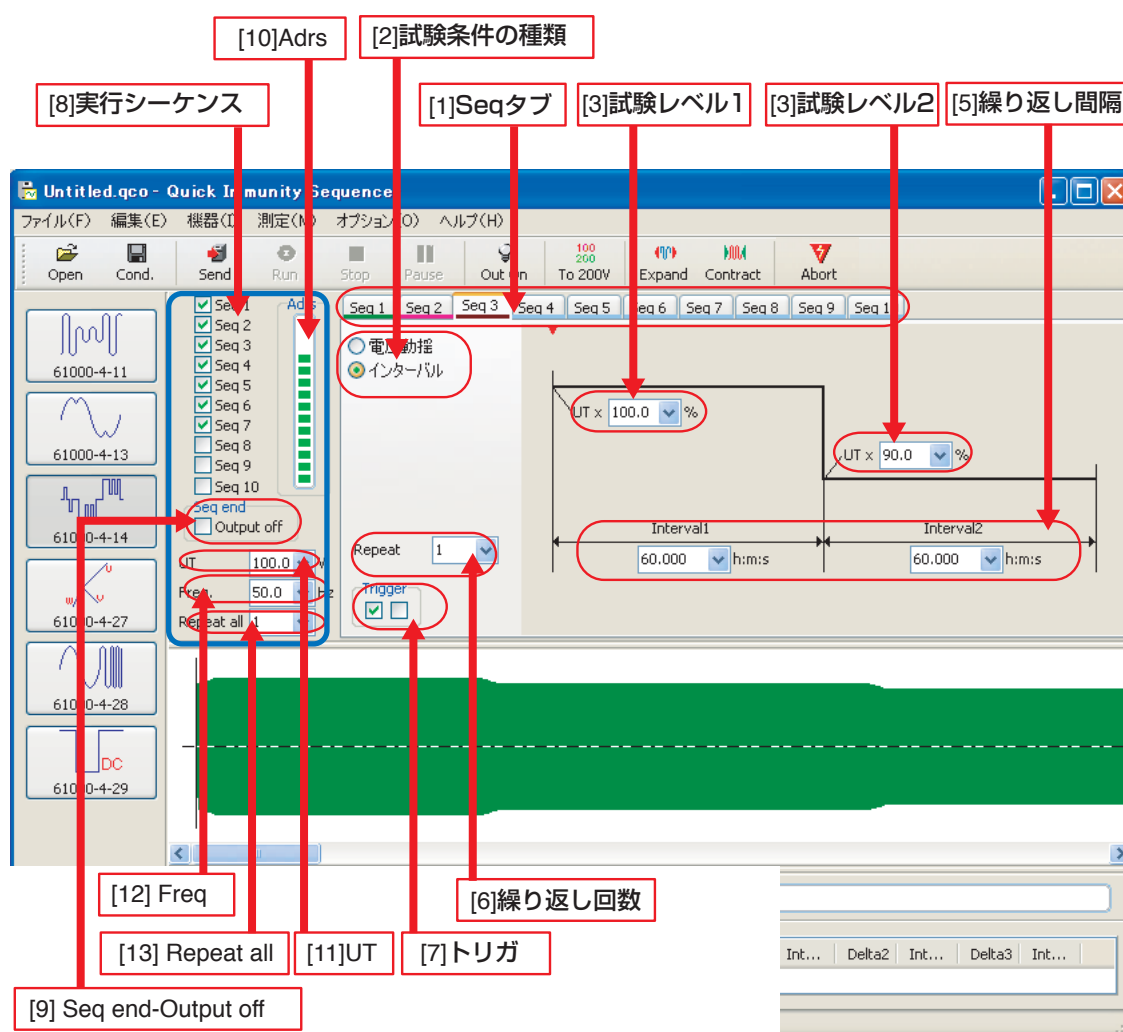 [10]Adrs
[2]試験条件の種類
[8]実行シーケンス
[1]Seqタブ
[3]試験レベル1
[3]試験レベル2
[5]繰り返し間隔
Untitled.qco - Quick Immunity Sequence
ファイル(F) 編集(E) 機器(I) 測定(M) オプション(O) ヘルプ(H)
Open Cond. Send Run Stop Pause Out On To 200V Expand Contract Abort
100
200
61000-4-11
61000-4-13
61000-4-14
61000-4-27
61000-4-28
DC
61000-4-29
Seq 1
Seq 2
Seq 3
Seq 4
Seq 5
Seq 6
Seq 7
Seq 8
Seq 9
Seq 10
Adrs
Seq end
Output off
UT 100.0 V
Freq. 50.0 Hz
Repeat all 1
Seq 1 Seq 2 Seq 3 Seq 4 Seq 5 Seq 6 Seq 7 Seq 8 Seq 9 Seq 1
電圧動揺
インターバル
UT x 100.0 %
UT x 90.0 %
Repeat 1
Trigger
Interval1
60.000 h:m:s
Interval2
60.000 h:m:s
[12] Freq
[6]繰り返し回数
[13] Repeat all
[11]UT
[7]トリガ
[9] Seq end-Output off
Int... Delta2 Int... Delta3 Int...